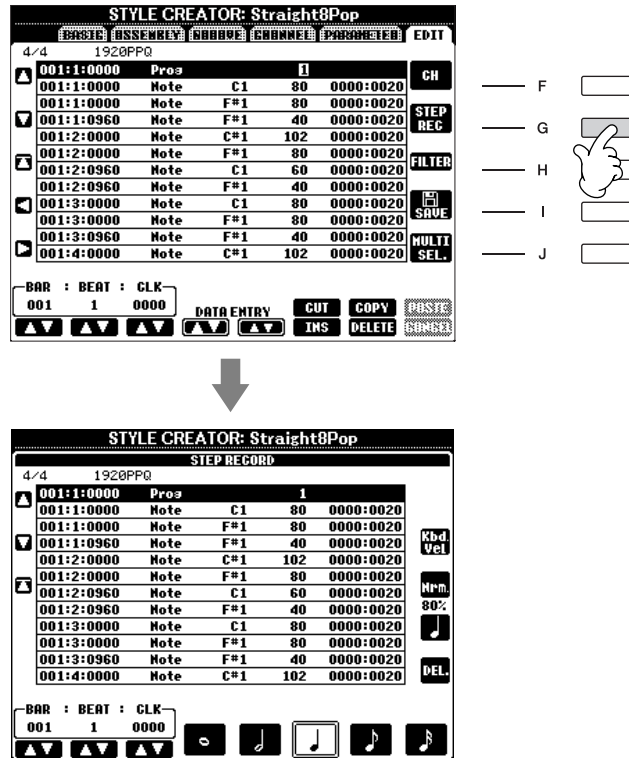 STYLE CREATOR: Straight8Pop
BASIC ASSEMBLY GROOVE CHANNEL PARAMETER EDIT
4/4 1920PPQ
001:1:0000 Prog 1
001:1:0000 Note C1 80 0000:0020
001:1:0000 Note F#1 80 0000:0020
001:1:0960 Note F#1 40 0000:0020
001:2:0000 Note C#1 102 0000:0020
001:2:0000 Note F#1 80 0000:0020
001:2:0960 Note C1 60 0000:0020
001:2:0960 Note F#1 40 0000:0020
001:3:0000 Note C1 80 0000:0020
001:3:0000 Note F#1 80 0000:0020
001:3:0960 Note F#1 40 0000:0020
001:4:0000 Note C#1 102 0000:0020
CH
STEP
REC
FILTER
SAVE
MULTI
SEL.
F
G
H
I
J
BAR : BEAT : CLK
001 1 0000
DATA ENTRY
CUT COPY PASTE
INS DELETE CANCEL
STYLE CREATOR: Straight8Pop
STEP RECORD
4/4 1920PPQ
001:1:0000 Prog 1
001:1:0000 Note C1 80 0000:0020
001:1:0000 Note F#1 80 0000:0020
001:1:0960 Note F#1 40 0000:0020
001:2:0000 Note C#1 102 0000:0020
001:2:0000 Note F#1 80 0000:0020
001:2:0960 Note C1 60 0000:0020
001:2:0960 Note F#1 40 0000:0020
001:3:0000 Note C1 80 0000:0020
001:3:0000 Note F#1 80 0000:0020
001:3:0960 Note F#1 40 0000:0020
001:4:0000 Note C#1 102 0000:0020
Kbd.
Vel
Nrm.
80%
DEL.
BAR : BEAT : CLK
001 1 0000